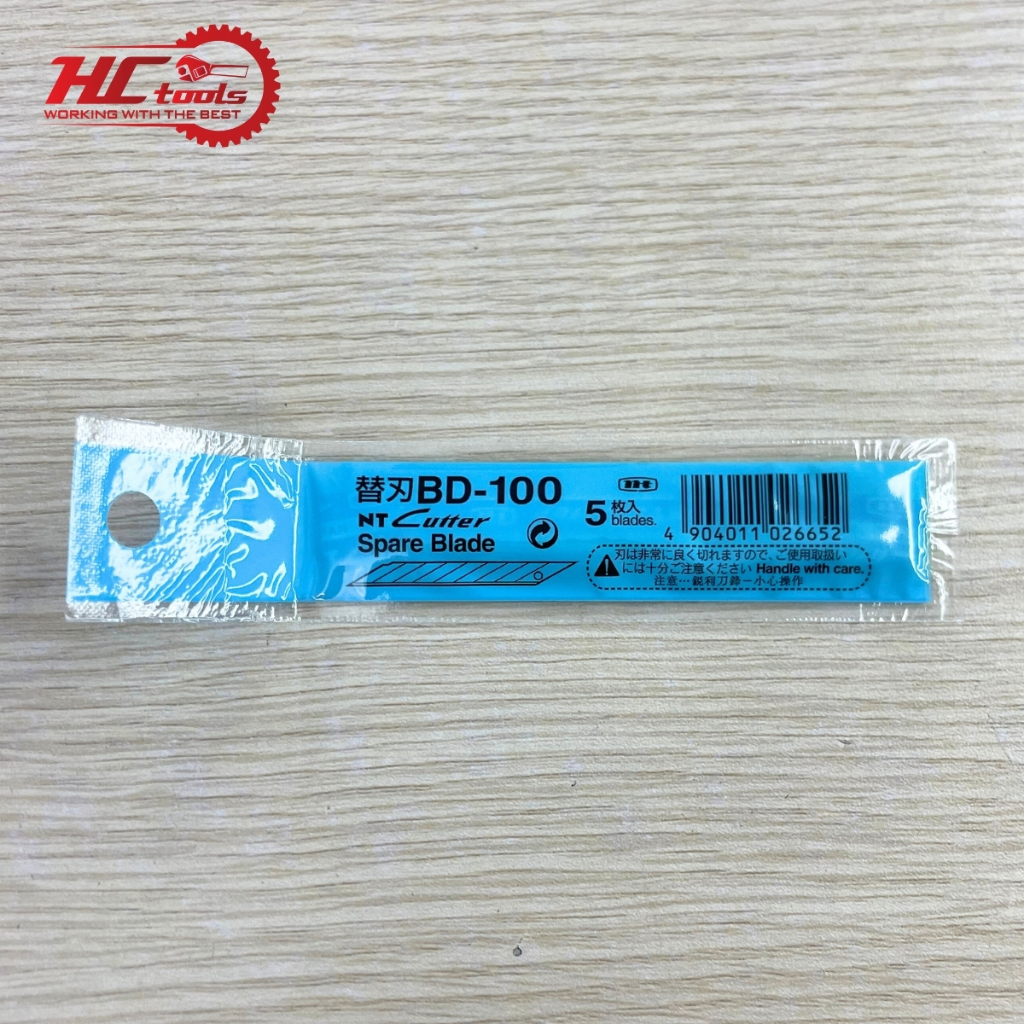 HC tools
WORKING WITH THE BEST
替刃BD-100
NT Cutter
Spare Blade
5枚入
blades.
4 904011 026652
刃は非常に良く切れますので、ご使用取扱い
には十分ご注意ください Handle with care.
注意…鋭利刀鋒－小心操作